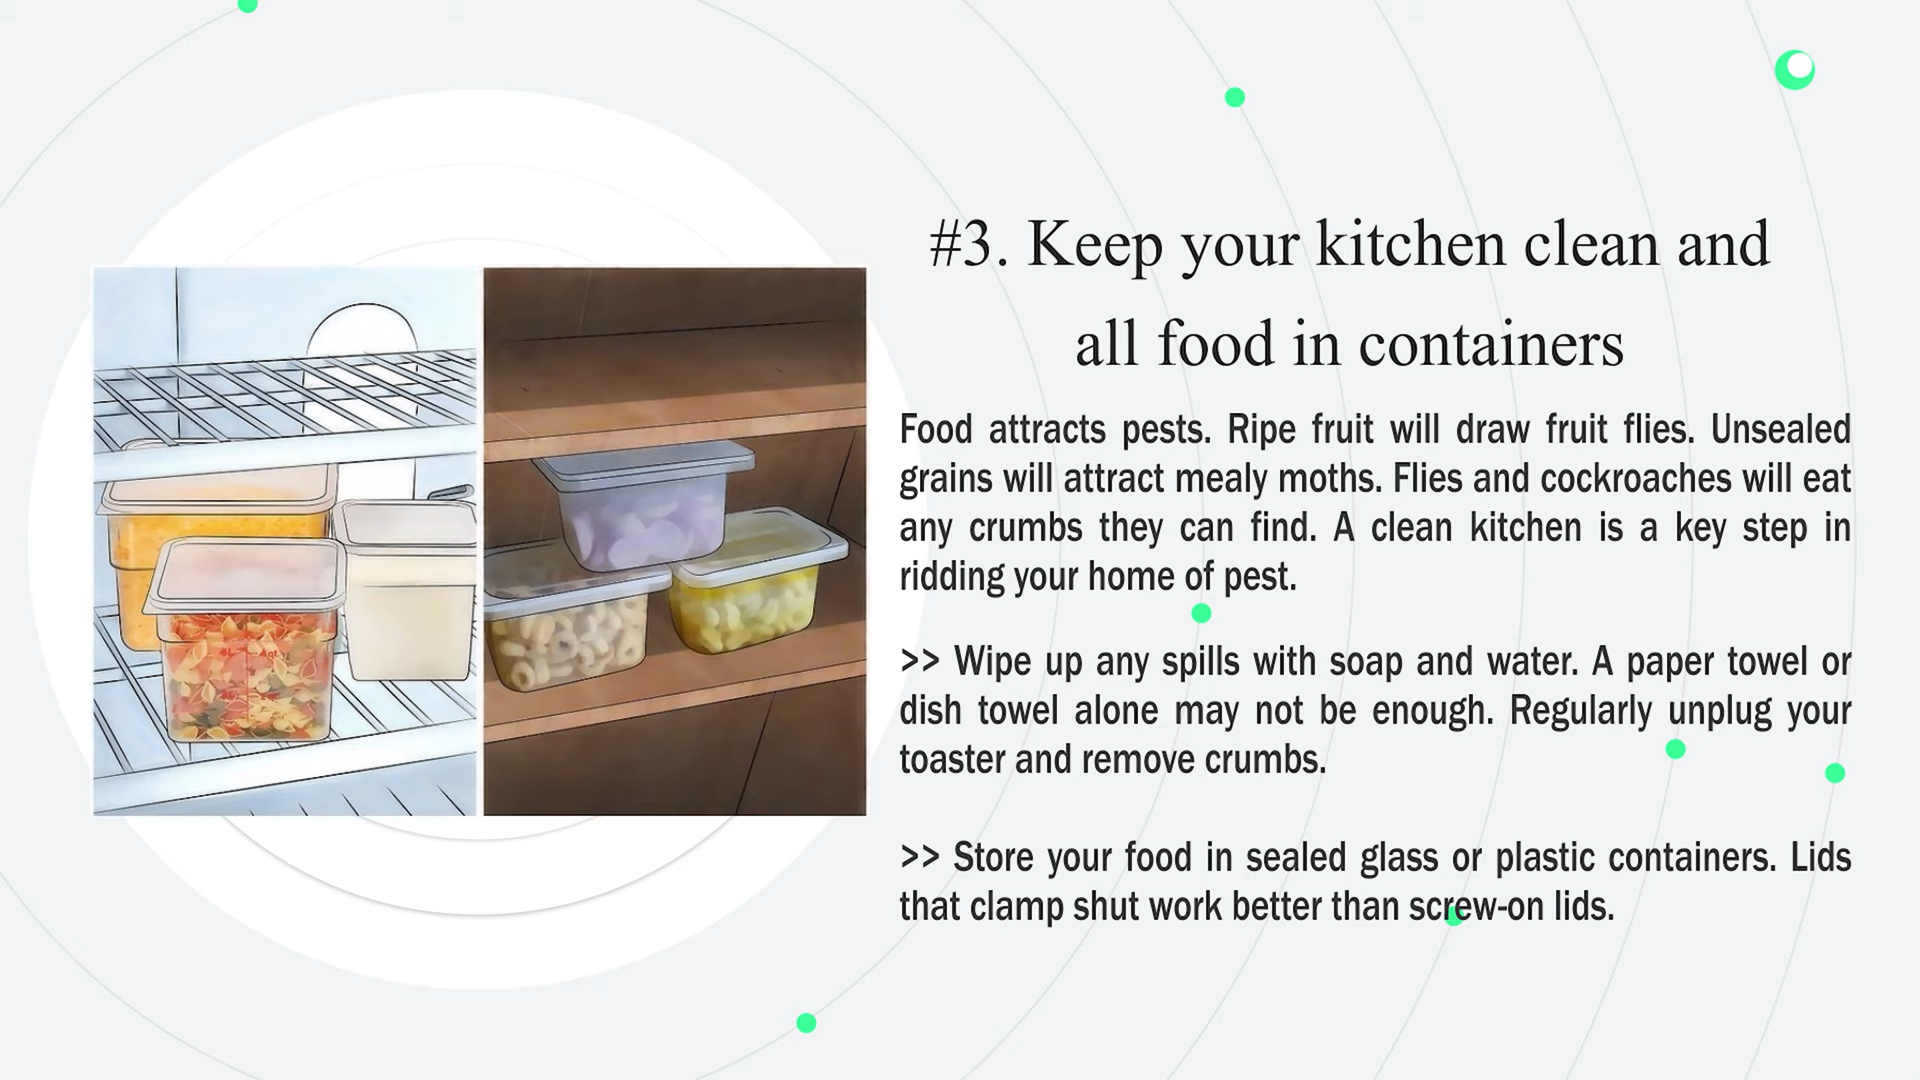 #3. Keep your kitchen clean and
all food in containers
Food attracts pests. Ripe fruit will draw fruit flies. Unsealed
grains will attract mealy moths. Flies and cockroaches will eat
any crumbs they can find. A clean kitchen is a key step in
ridding your home of pest.
>> Wipe up any spills with soap and water. A paper towel or
dish towel alone may not be enough. Regularly unplug your
toaster and remove crumbs.
>> Store your food in sealed glass or plastic containers. Lids
that clamp shut work better than screw-on lids.